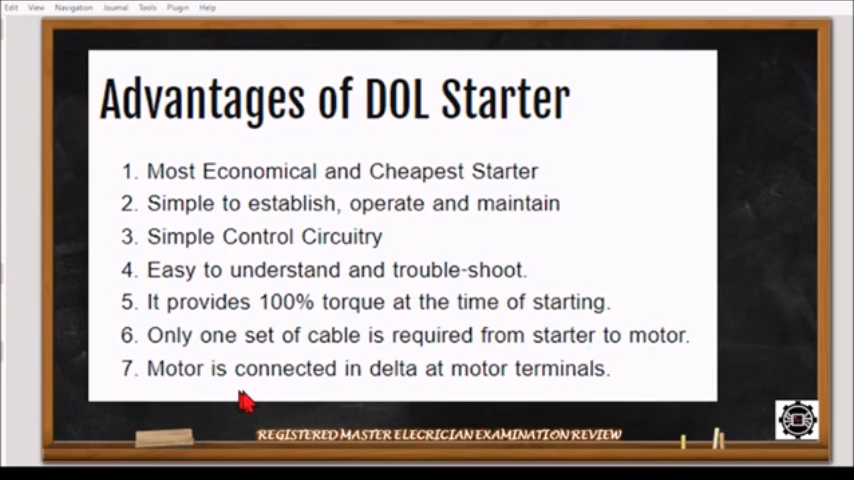 Edit View Navigation Journal Tools Plugin Help
Advantages of DOL Starter
1. Most Economical and Cheapest Starter
2. Simple to establish, operate and maintain
3. Simple Control Circuitry
4. Easy to understand and trouble-shoot.
5. It provides 100% torque at the time of starting.
6. Only one set of cable is required from starter to motor.
7. Motor is connected in delta at motor terminals.
REGISTERED MASTER ELECRICIAN EXAMINATION REVIEW